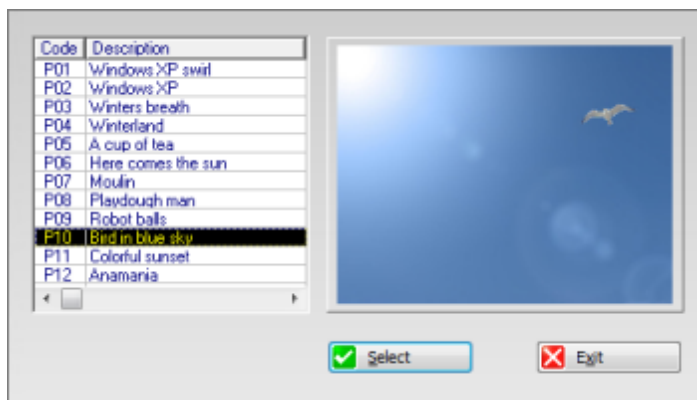 Code Description
P01 Windows XP swirl
P02 Windows XP
P03 Winters breath
P04 Winterland
P05 A cup of tea
P06 Here comes the sun
P07 Moulin
P08 Playdough man
P09 Robot balls
P10 Bird in blue sky
P11 Colorful sunset
P12 Anamania
Select Exit